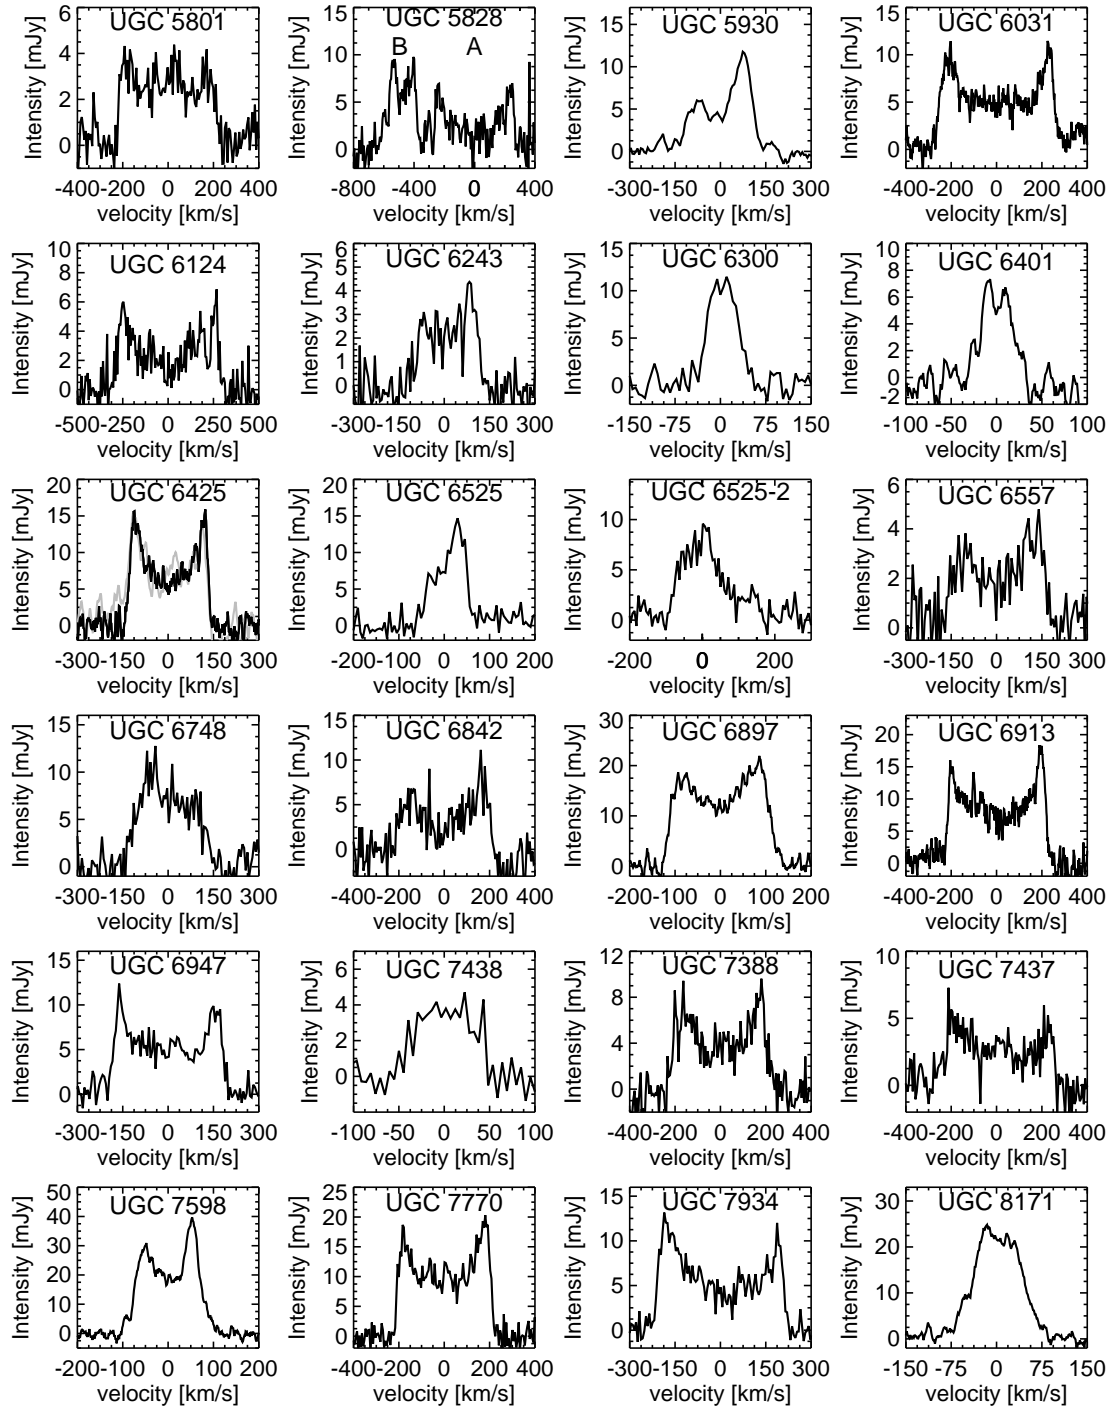 UGC 5801
Intensity [mJy]
6
4
2
0
-400 -200 0 200 400
velocity [km/s]
UGC 5828
B A
Intensity [mJy]
15
10
5
0
-800 -400 0 400
velocity [km/s]
UGC 5930
Intensity [mJy]
15
10
5
0
-300 -150 0 150 300
velocity [km/s]
UGC 6031
Intensity [mJy]
15
10
5
0
-400 -200 0 200 400
velocity [km/s]
UGC 6124
Intensity [mJy]
10
8
6
4
2
0
-500 -250 0 250 500
velocity [km/s]
UGC 6243
Intensity [mJy]
6
5
4
3
2
1
0
-300 -150 0 150 300
velocity [km/s]
UGC 6300
Intensity [mJy]
15
10
5
0
-150 -75 0 75 150
velocity [km/s]
UGC 6401
Intensity [mJy]
10
8
6
4
2
0
-2
-100 -50 0 50 100
velocity [km/s]
UGC 6425
Intensity [mJy]
20
15
10
5
0
-300 -150 0 150 300
velocity [km/s]
UGC 6525
Intensity [mJy]
20
15
10
5
0
-200 -100 0 100 200
velocity [km/s]
UGC 6525-2
Intensity [mJy]
10
5
0
-200 0 200
velocity [km/s]
UGC 6557
Intensity [mJy]
6
4
2
0
-300 -150 0 150 300
velocity [km/s]
UGC 6748
Intensity [mJy]
15
10
5
0
-300 -150 0 150 300
velocity [km/s]
UGC 6842
Intensity [mJy]
15
10
5
0
-400 -200 0 200 400
velocity [km/s]
UGC 6897
Intensity [mJy]
30
20
10
0
-200 -100 0 100 200
velocity [km/s]
UGC 6913
Intensity [mJy]
20
15
10
5
0
-400 -200 0 200 400
velocity [km/s]
UGC 6947
Intensity [mJy]
15
10
5
0
-300 -150 0 150 300
velocity [km/s]
UGC 7438
Intensity [mJy]
6
4
2
0
-100 -50 0 50 100
velocity [km/s]
UGC 7388
Intensity [mJy]
12
8
4
0
-400 -200 0 200 400
velocity [km/s]
UGC 7437
Intensity [mJy]
10
5
0
-400 -200 0 200 400
velocity [km/s]
UGC 7598
Intensity [mJy]
50
40
30
20
10
0
-200 -100 0 100 200
velocity [km/s]
UGC 7770
Intensity [mJy]
25
20
15
10
5
0
-400 -200 0 200 400
velocity [km/s]
UGC 7934
Intensity [mJy]
15
10
5
0
-300 -150 0 150 300
velocity [km/s]
UGC 8171
Intensity [mJy]
30
20
10
0
-150 -75 0 75 150
velocity [km/s]